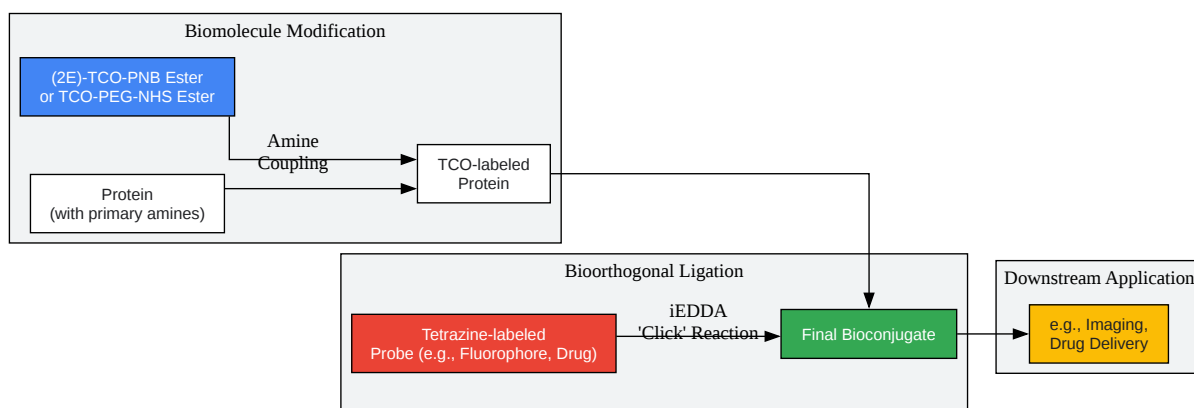 Biomolecule Modification
(2E)-TCO-PNB Ester
or TCO-PEG-NHS Ester
Amine
Coupling
TCO-labeled
Protein
Protein
(with primary amines)
Bioorthogonal Ligation
Downstream Application
iEDDA
'Click' Reaction
Tetrazine-labeled
Probe (e.g., Fluorophore, Drug)
Final Bioconjugate
e.g., Imaging,
Drug Delivery